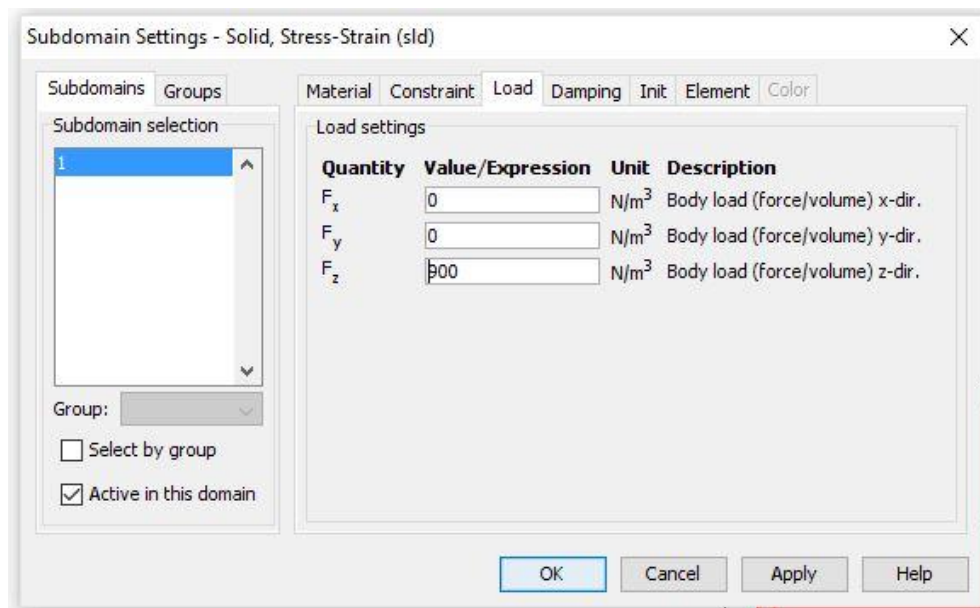 Subdomain Settings - Solid, Stress-Strain (sld)
Subdomains Groups
Subdomain selection
1
Group:
Select by group
Active in this domain
Material Constraint Load Damping Init Element Color
Load settings
Quantity Value/Expression Unit Description
Fx 0 N/m³ Body load (force/volume) x-dir.
Fy 0 N/m³ Body load (force/volume) y-dir.
Fz 900 N/m³ Body load (force/volume) z-dir.
OK Cancel Apply Help